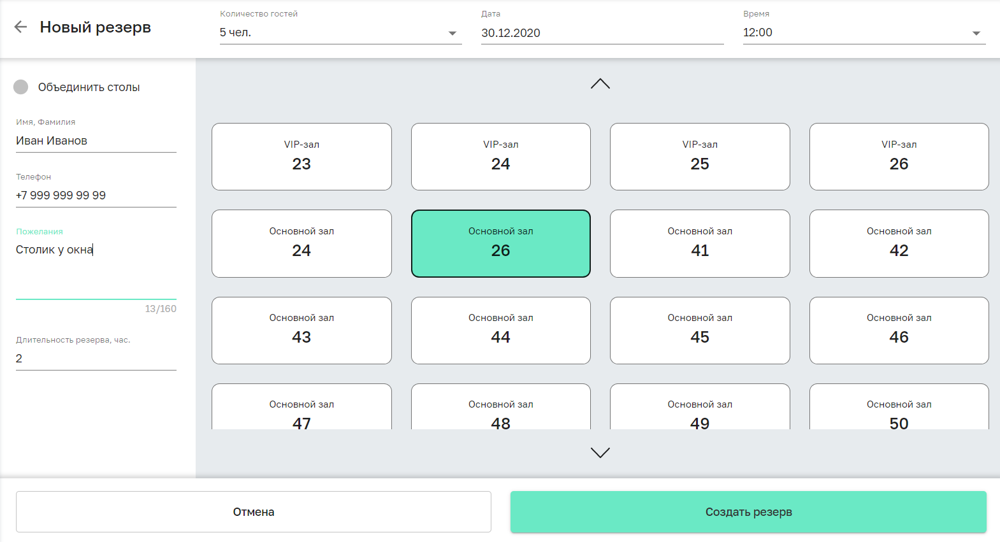 Новый резерв
Количество гостей
5 чел.
Дата
30.12.2020
Время
12:00
Объединить столы
Имя, Фамилия
Иван Иванов
Телефон
+7 999 999 99 99
Пожелания
Столик у окна
13/160
Длительность резерва, час.
2
VIP-зал
23
VIP-зал
24
VIP-зал
25
VIP-зал
26
Основной зал
24
Основной зал
26
Основной зал
41
Основной зал
42
Основной зал
43
Основной зал
44
Основной зал
45
Основной зал
46
Основной зал
47
Основной зал
48
Основной зал
49
Основной зал
50
Отмена
Создать резерв